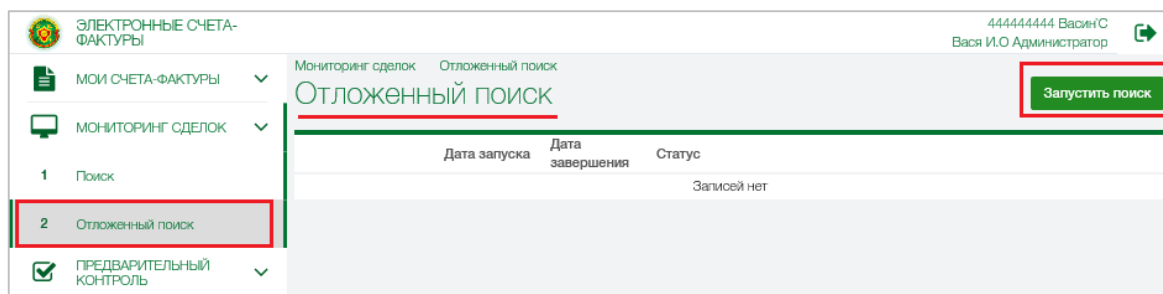 ЭЛЕКТРОННЫЕ СЧЕТА-
ФАКТУРЫ
444444444 Васин'С
Вася И.О Администратор
МОИ СЧЕТА-ФАКТУРЫ
МОНИТОРИНГ СДЕЛОК
1 Поиск
2 Отложенный поиск
ПРЕДВАРИТЕЛЬНЫЙ
КОНТРОЛЬ
Мониторинг сделок Отложенный поиск
Отложенный поиск
Запустить поиск
Дата запуска Дата
завершения Статус
Записей нет